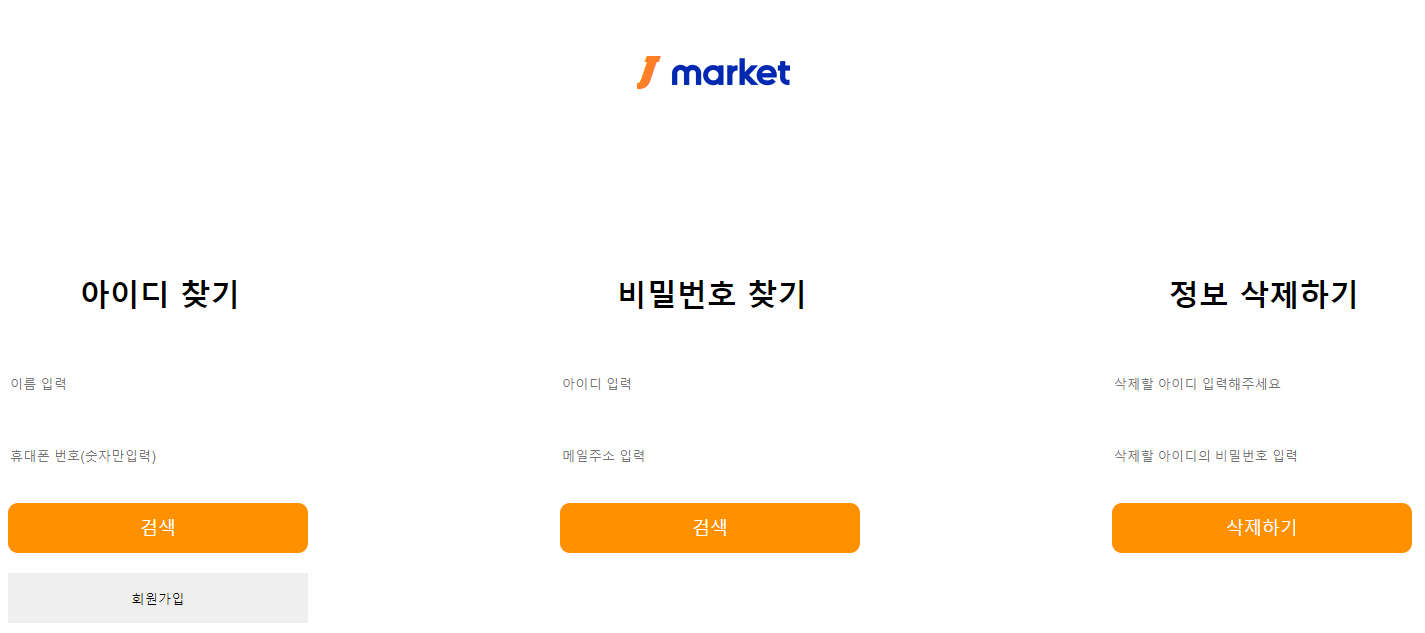 J market
아이디 찾기
이름 입력
휴대폰 번호(숫자만입력)
검색
회원가입
비밀번호 찾기
아이디 입력
메일주소 입력
검색
정보 삭제하기
삭제할 아이디 입력해주세요
삭제할 아이디의 비밀번호 입력
삭제하기